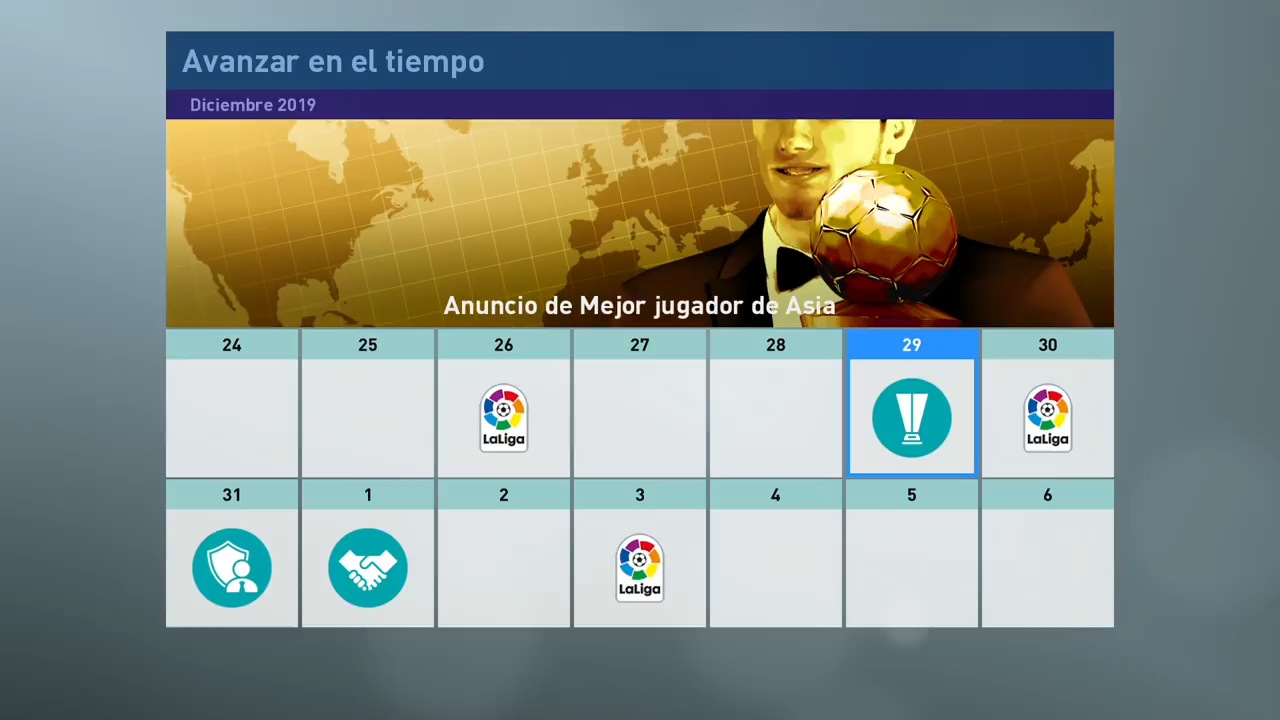 Avanzar en el tiempo
Diciembre 2019
Anuncio de Mejor jugador de Asia
24 25 26 27 28 29 30
LaLiga LaLiga
31 1 2 3 4 5 6
LaLiga